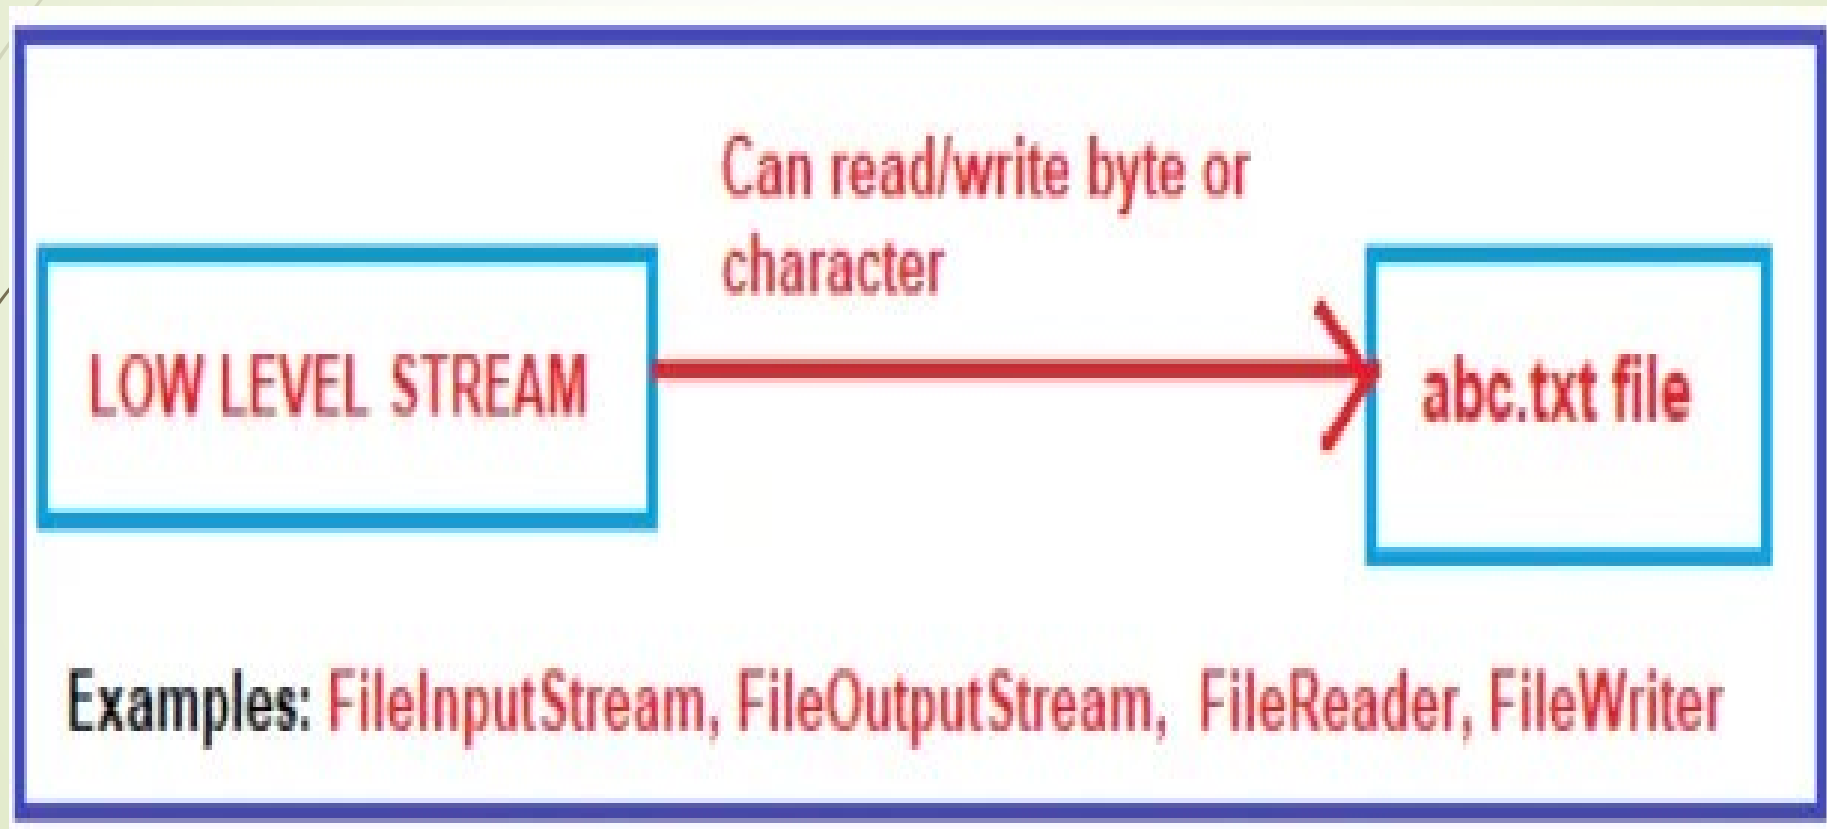 Can read/write byte or
character
LOW LEVEL STREAM
abc.txt file
Examples: FileInputStream, FileOutputStream, FileReader, FileWriter